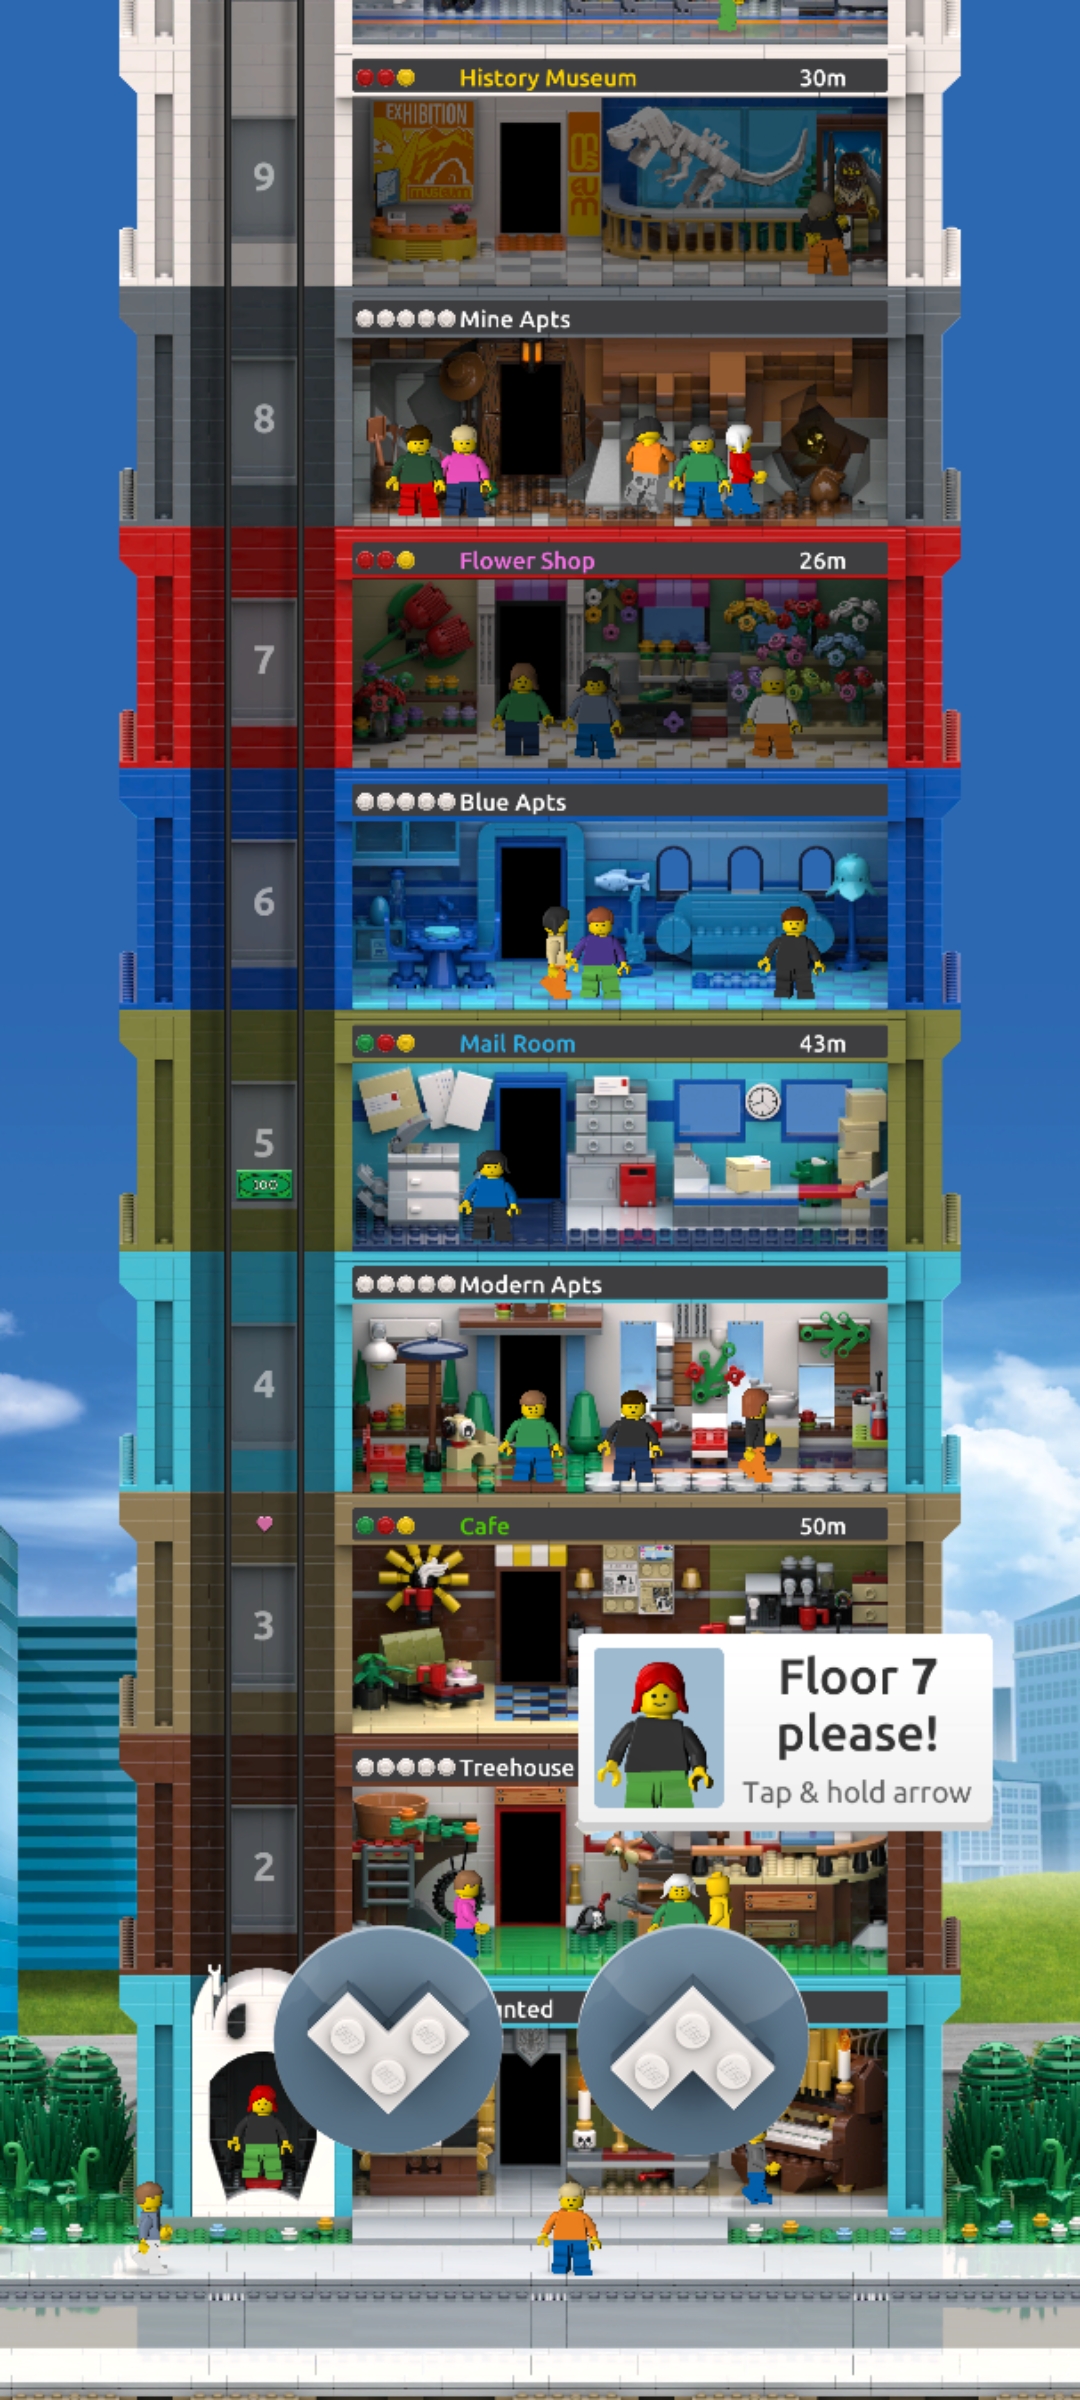 History Museum 30m
EXHIBITION
museum
9
Mine Apts
8
Flower Shop 26m
7
Blue Apts
6
Mail Room 43m
5
100
Modern Apts
4
Cafe 50m
3
Floor 7
please!
Tap & hold arrow
Treehouse
2
nted